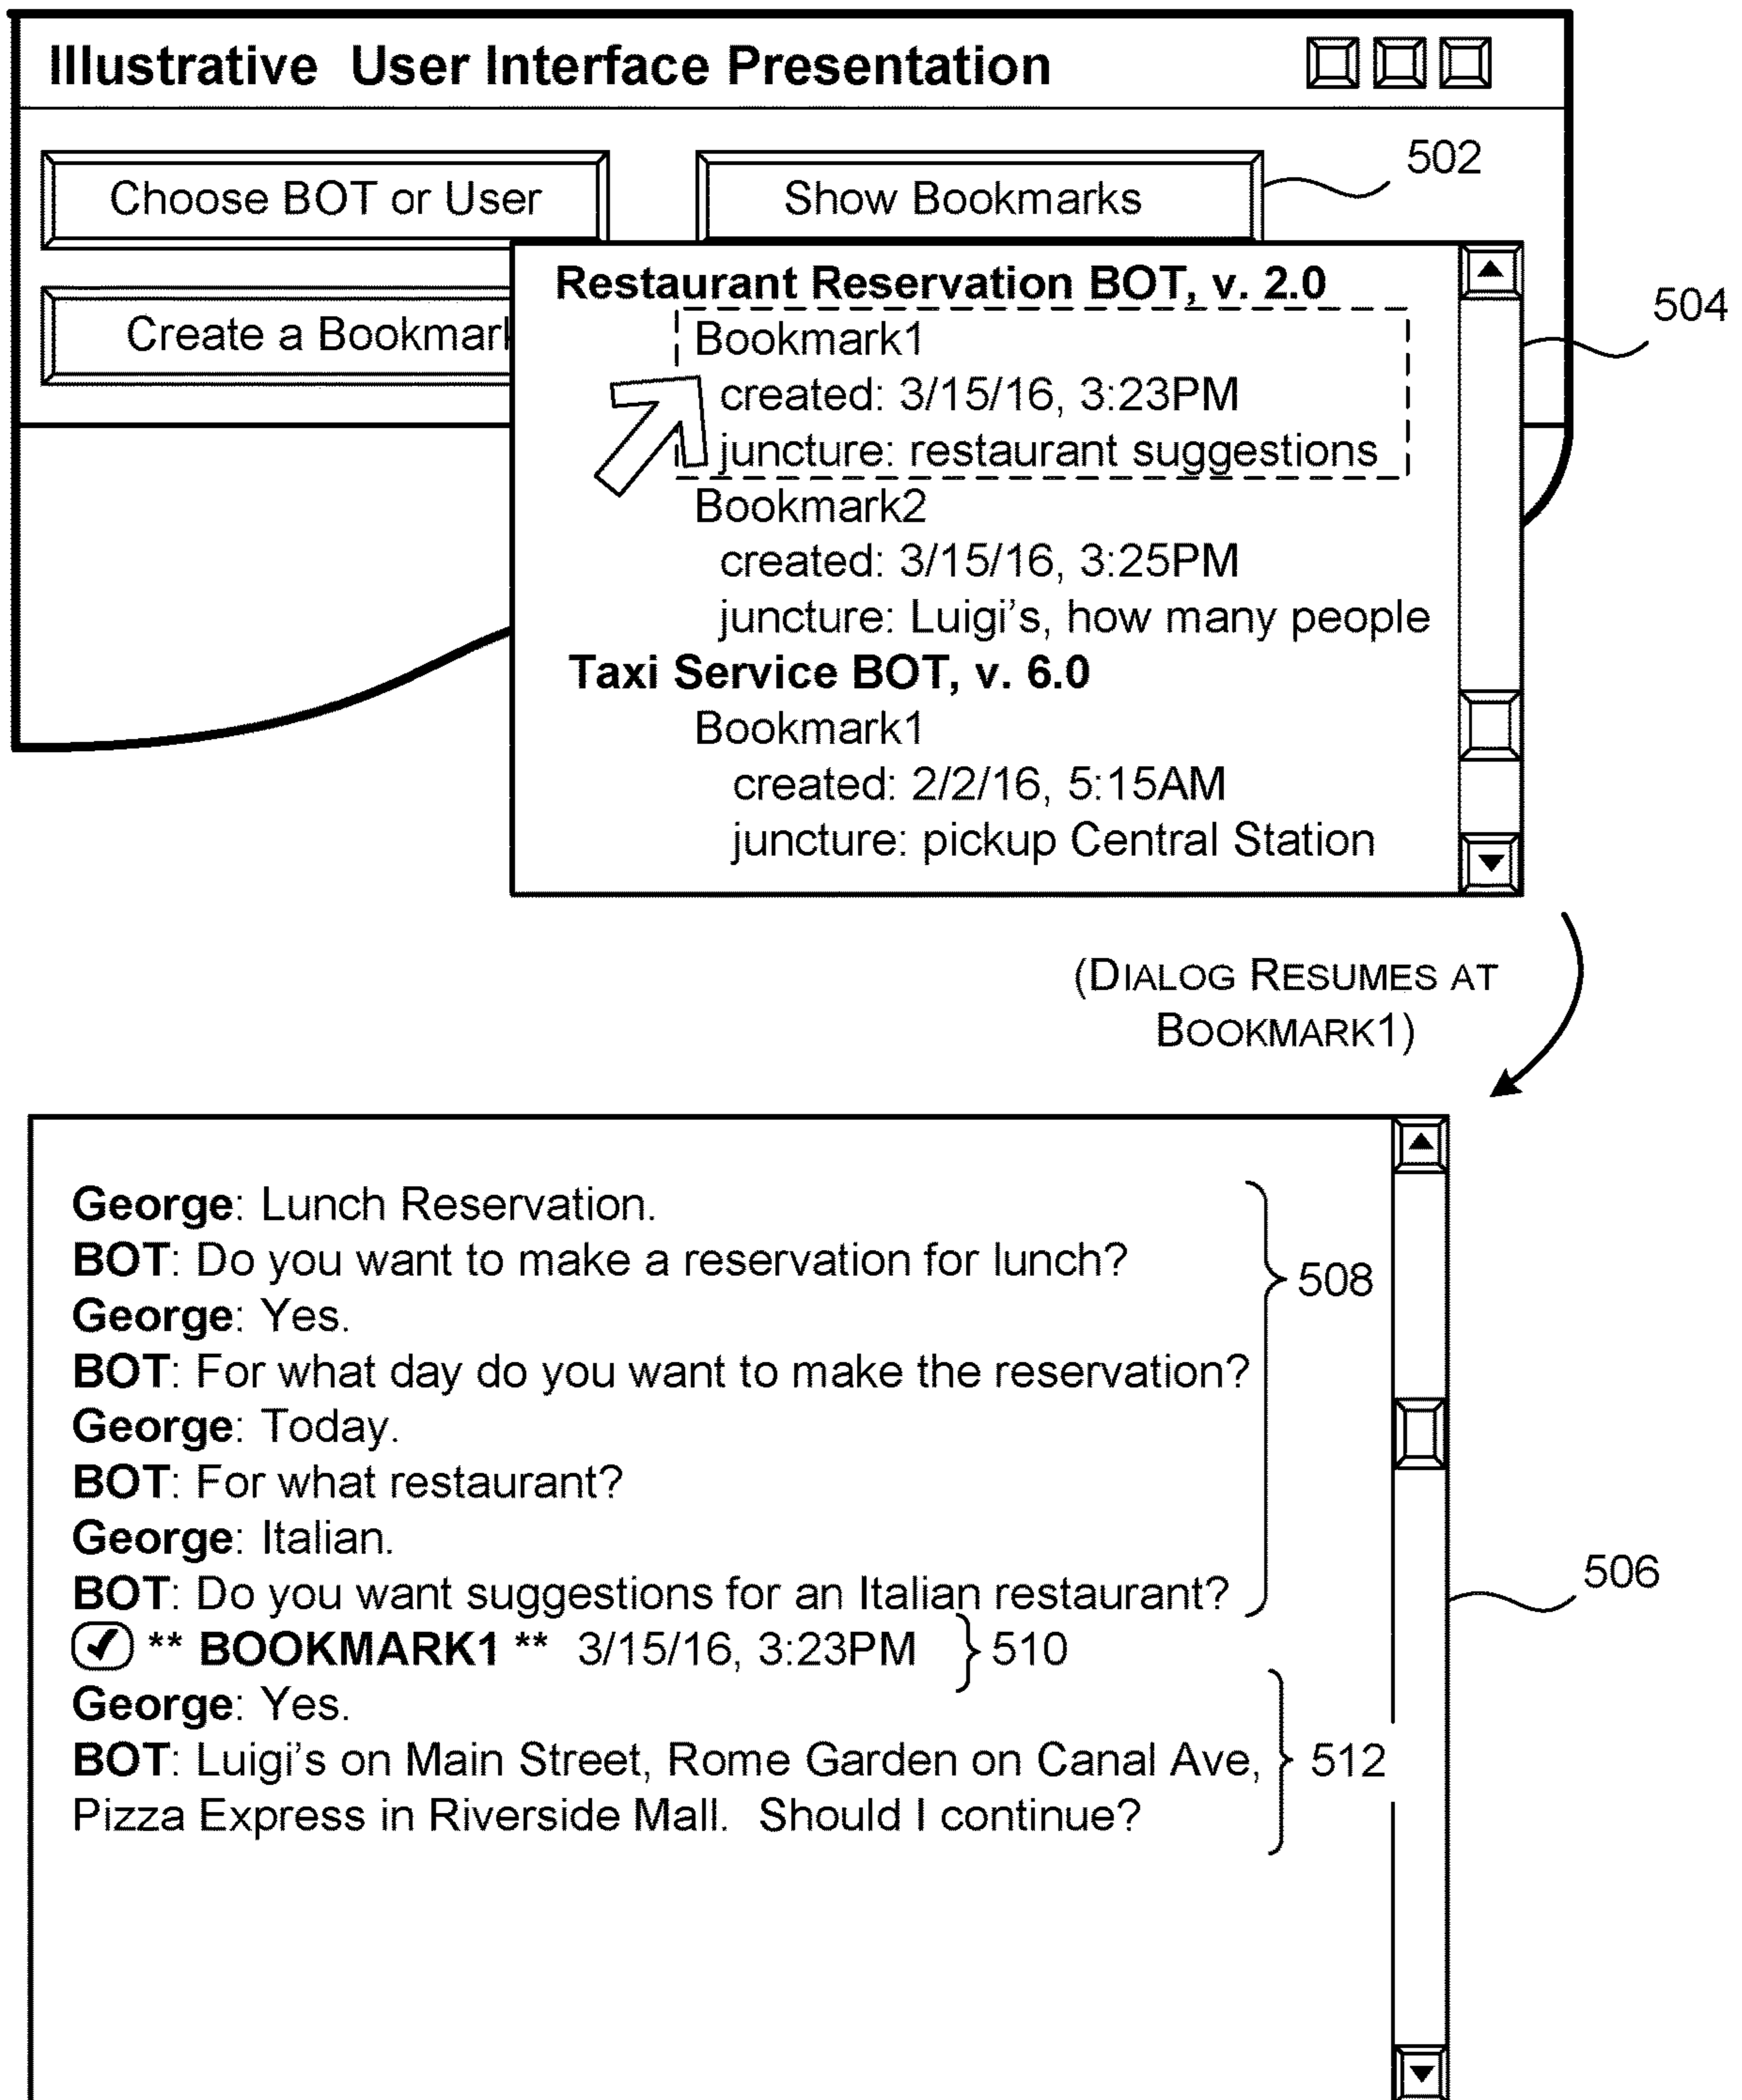 Illustrative User Interface Presentation
Choose BOT or User
Show Bookmarks
502
Create a Bookmark
Restaurant Reservation BOT, v. 2.0
Bookmark1
created: 3/15/16, 3:23PM
juncture: restaurant suggestions
Bookmark2
created: 3/15/16, 3:25PM
juncture: Luigi's, how many people
Taxi Service BOT, v. 6.0
Bookmark1
created: 2/2/16, 5:15AM
juncture: pickup Central Station
504
(DIALOG RESUMES AT
BOOKMARK1)
George: Lunch Reservation.
BOT: Do you want to make a reservation for lunch?
George: Yes.
BOT: For what day do you want to make the reservation?
George: Today.
BOT: For what restaurant?
George: Italian.
BOT: Do you want suggestions for an Italian restaurant?
508
** BOOKMARK1 ** 3/15/16, 3:23PM
510
George: Yes.
BOT: Luigi's on Main Street, Rome Garden on Canal Ave,
Pizza Express in Riverside Mall. Should I continue?
512
506